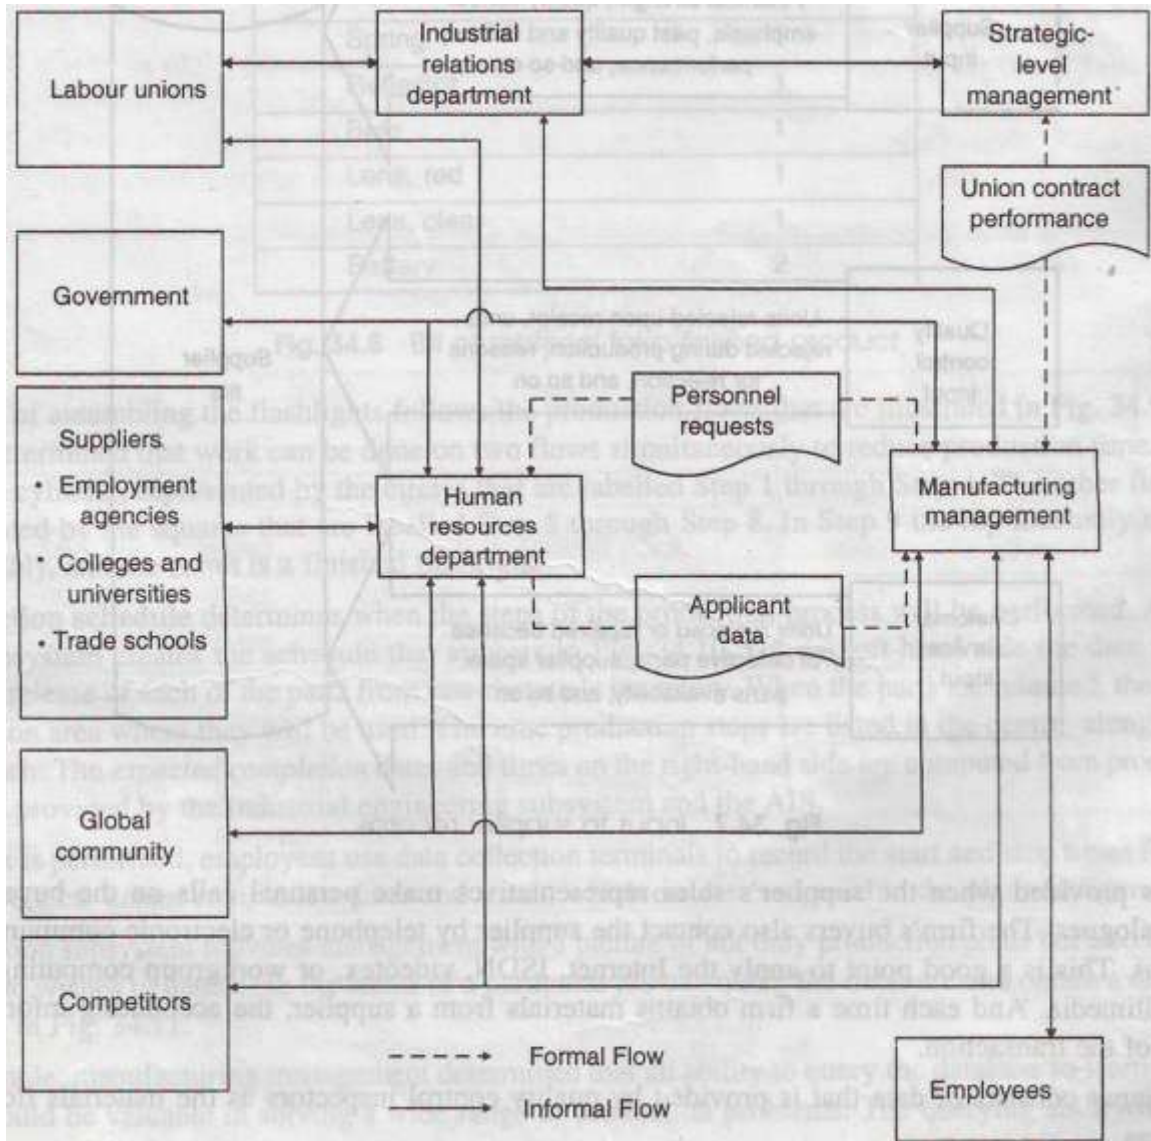 Labour unions
Industrial
relations
department
Strategic-
level
management
Union contract
performance
Government
Personnel
requests
Suppliers
• Employment
agencies
• Colleges and
universities
• Trade schools
Human
resources
department
Manufacturing
management
Applicant
data
Global
community
Competitors
Formal Flow
Informal Flow
Employees